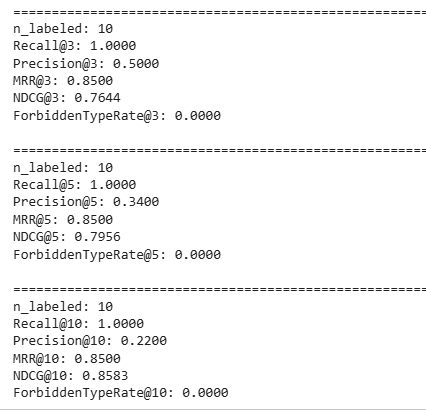 ============================================================
n_labeled: 10
Recall@3: 1.0000
Precision@3: 0.5000
MRR@3: 0.8500
NDCG@3: 0.7644
ForbiddenTypeRate@3: 0.0000
============================================================
n_labeled: 10
Recall@5: 1.0000
Precision@5: 0.3400
MRR@5: 0.8500
NDCG@5: 0.7956
ForbiddenTypeRate@5: 0.0000
============================================================
n_labeled: 10
Recall@10: 1.0000
Precision@10: 0.2200
MRR@10: 0.8500
NDCG@10: 0.8583
ForbiddenTypeRate@10: 0.0000